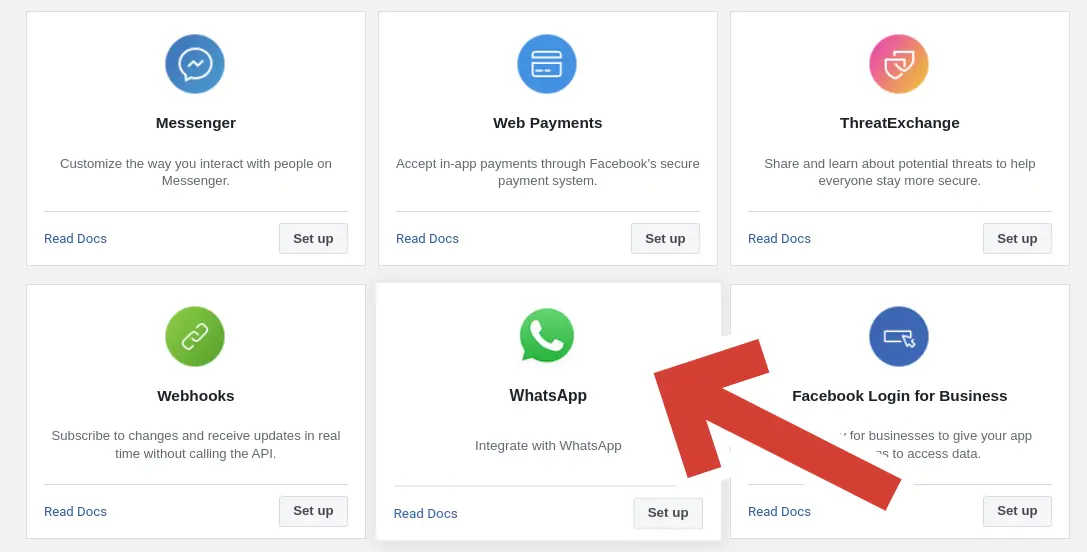 Messenger
Customize the way you interact with people on
Messenger.
Read Docs
Set up
Web Payments
Accept in-app payments through Facebook's secure
payment system.
Read Docs
Set up
ThreatExchange
Share and learn about potential threats to help
everyone stay more secure.
Read Docs
Set up
Webhooks
Subscribe to changes and receive updates in real
time without calling the API.
Read Docs
Set up
WhatsApp
Integrate with WhatsApp
Read Docs
Set up
Facebook Login for Business
for businesses to give your app
to access data.
Read Docs
Set up